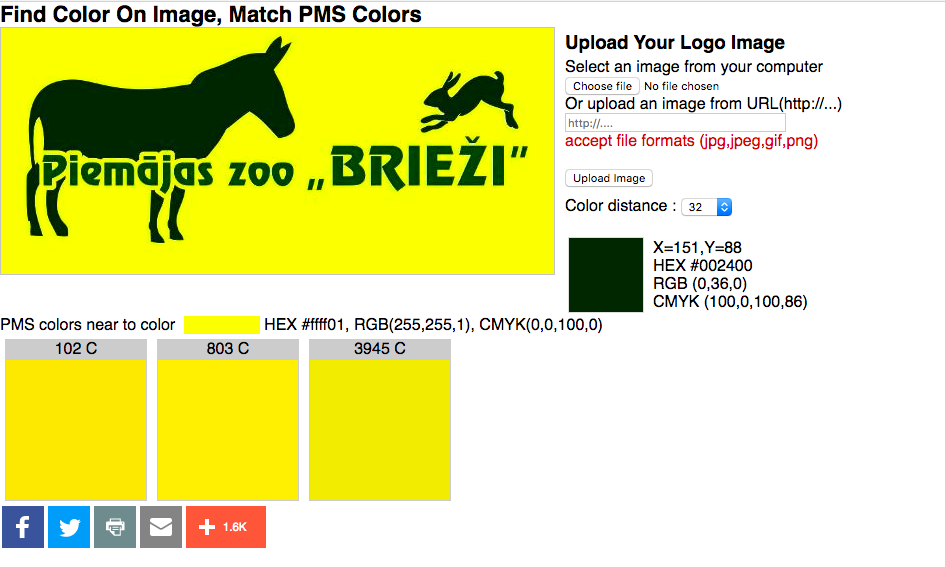 Find Color On Image, Match PMS Colors
Piemājas zoo „BRIEŽI”
Upload Your Logo Image
Select an image from your computer
Choose file No file chosen
Or upload an image from URL(http://...)
http://....
accept file formats (jpg,jpeg,gif,png)
Upload Image
Color distance : 32
X=151,Y=88
HEX #002400
RGB (0,36,0)
CMYK (100,0,100,86)
PMS colors near to color HEX #ffff01, RGB(255,255,1), CMYK(0,0,100,0)
102 C 803 C 3945 C
1.6K